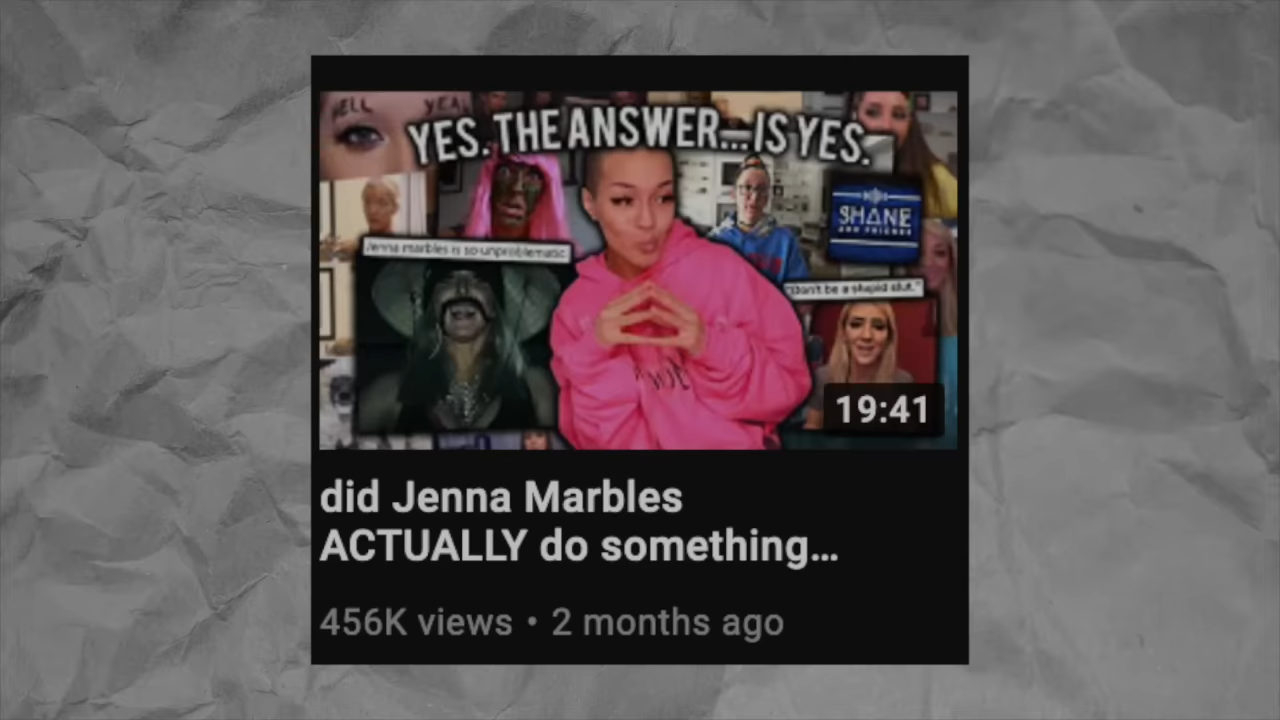 HELL YEA
YES. THE ANSWER... IS YES.
SHANE
AND FRIENDS
Jenna marbles is so unproblematic
"Don't be a stupid slut."
19:41
did Jenna Marbles
ACTUALLY do something...
456K views • 2 months ago